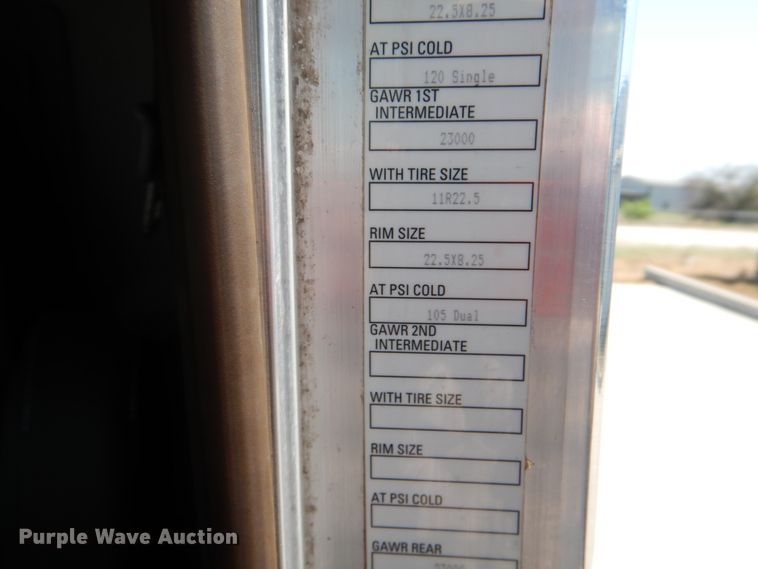 22.5X8.25
AT PSI COLD
120 Single
GAWR 1ST
INTERMEDIATE
23000
WITH TIRE SIZE
11R22.5
RIM SIZE
22.5X8.25
AT PSI COLD
105 Dual
GAWR 2ND
INTERMEDIATE
WITH TIRE SIZE
RIM SIZE
AT PSI COLD
GAWR REAR
Purple Wave Auction